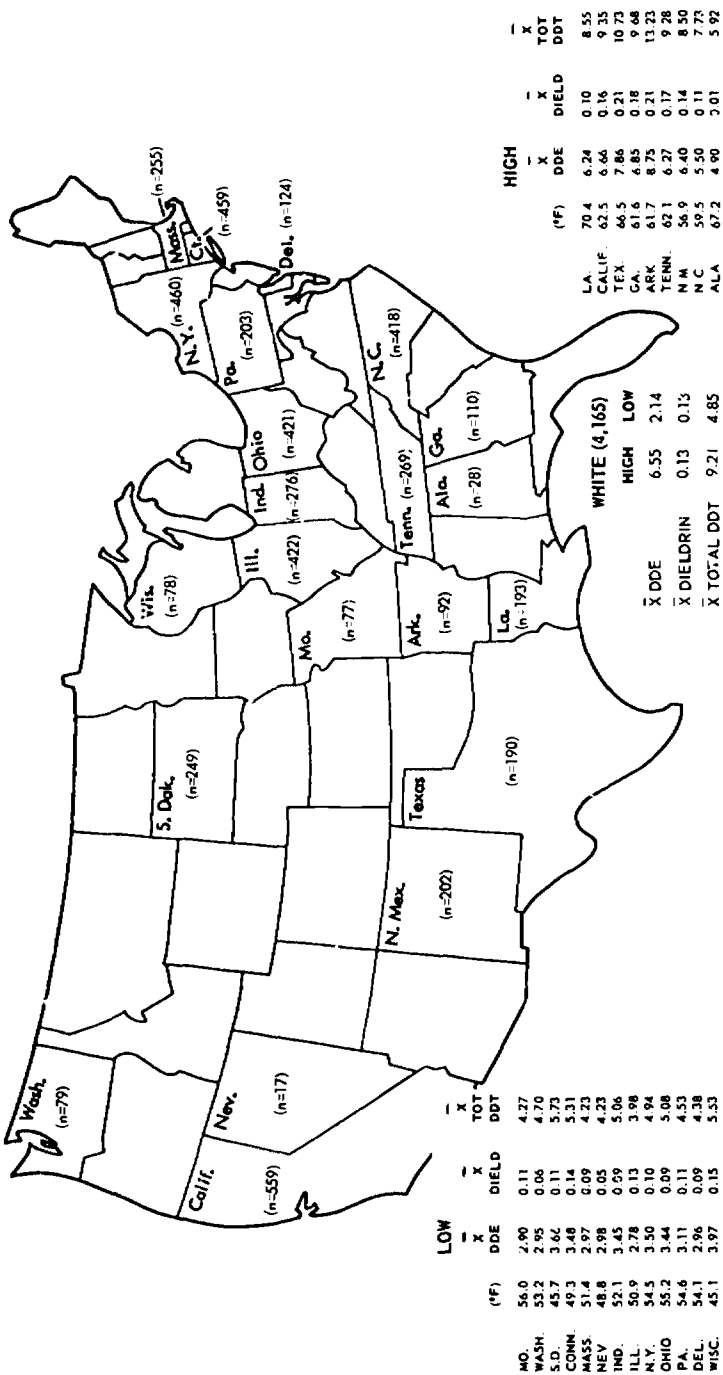 Wash.
(n=79)
Calif.
(n=559)
Nev.
(n=17)
S. Dak.
(n=249)
N. Mex.
(n=202)
Texas
(n=190)
Wis.
(n=78)
Ill.
(n=422)
Mo.
(n=77)
Ark.
(n=92)
La.
(n=193)
Ind.
(n=276)
Ohio
(n=421)
Tenn. (n=269)
Ala.
(n=28)
Ga.
(n=110)
N.C.
(n=418)
Pa.
(n=203)
N.Y.
(n=460)
Mass.
(n=255)
Ct.
(n=459)
Del. (n=124)
LOW
X̄ X̄ X̄
(°F) DDE DIELD TOT DDT
MO. 56.0 2.90 0.11 4.27
WASH. 53.2 2.95 0.06 4.70
S.D. 45.7 0.11 5.73
CONN. 49.3 3.48 0.14 5.31
MASS. 51.4 2.97 0.09 4.23
NEV 48.8 2.98 0.05 4.23
IND. 52.1 3.45 0.09 5.06
ILL. 50.9 2.78 0.13 3.98
N.Y. 54.5 3.50 0.10 4.94
OHIO 55.2 3.44 0.09 5.08
PA. 54.6 3.11 0.11 4.53
DEL. 54.1 2.96 0.09 4.38
WISC. 45.1 3.97 0.15 5.53
WHITE (4,165)
HIGH LOW
X̄ DDE 6.55 2.14
X̄ DIELDRIN 0.13
X̄ TOTAL DDT 9.21 4.85
HIGH
X̄ X̄ X̄
(°F) DDE DIELD TOT DDT
LA. 70.4 6.24 0.10 8.55
CALIF. 62.5 6.66 0.16 9.35
TEX. 66.5 7.86 0.21 10.73
GA. 61.6 6.85 0.18 9.68
ARK 61.7 8.75 0.21 13.23
TENN. 62.1 6.27 0.17 9.28
N M 56.9 6.40 0.14 8.50
N C 59.5 5.50 0.11 7.73
ALA 67.2 4.90 5.92